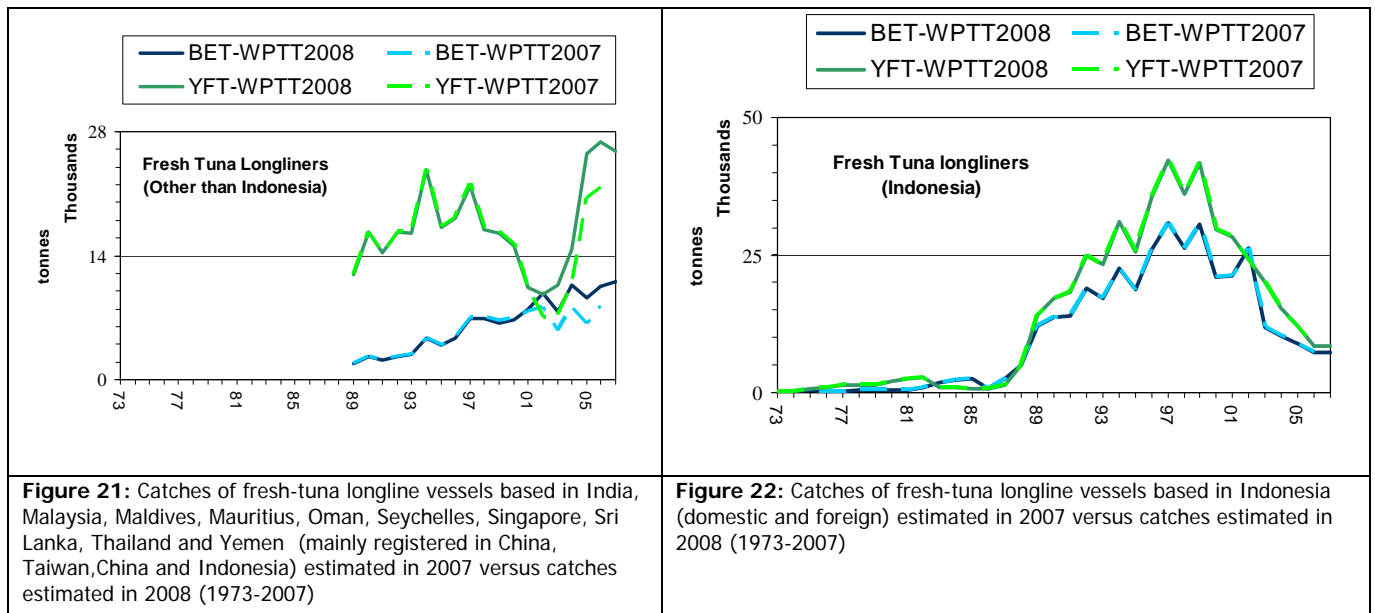 BET-WPTT2008 BET-WPTT2007
YFT-WPTT2008 YFT-WPTT2007
28
14
0
tonnes
Thousands
Fresh Tuna Longliners
(Other than Indonesia)
73 77 81 85 89 93 97 01 05
Figure 21: Catches of fresh-tuna longline vessels based in India,
Malaysia, Maldives, Mauritius, Oman, Seychelles, Singapore, Sri
Lanka, Thailand and Yemen (mainly registered in China,
Taiwan,China and Indonesia) estimated in 2007 versus catches
estimated in 2008 (1973-2007)
BET-WPTT2008 BET-WPTT2007
YFT-WPTT2008 YFT-WPTT2007
50
25
0
tonnes
Thousands
Fresh Tuna longliners
(Indonesia)
73 77 81 85 89 93 97 01 05
Figure 22: Catches of fresh-tuna longline vessels based in Indonesia
(domestic and foreign) estimated in 2007 versus catches estimated in
2008 (1973-2007)